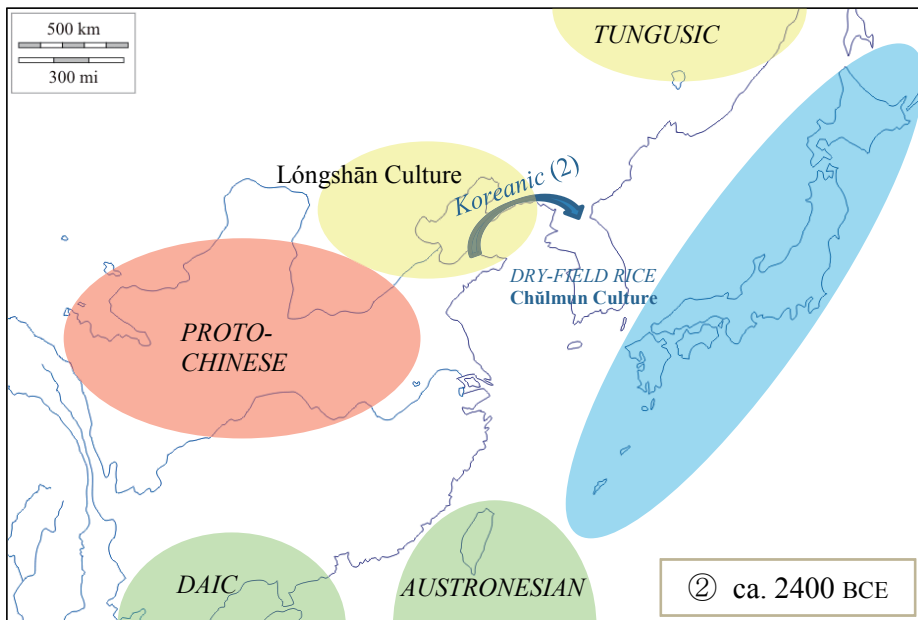 500 km
300 mi
TUNGUSIC
Lóngshān Culture
Koreanic (2)
DRY-FIELD RICE
Chŭlmun Culture
PROTO-
CHINESE
DAIC
AUSTRONESIAN
② ca. 2400 BCE